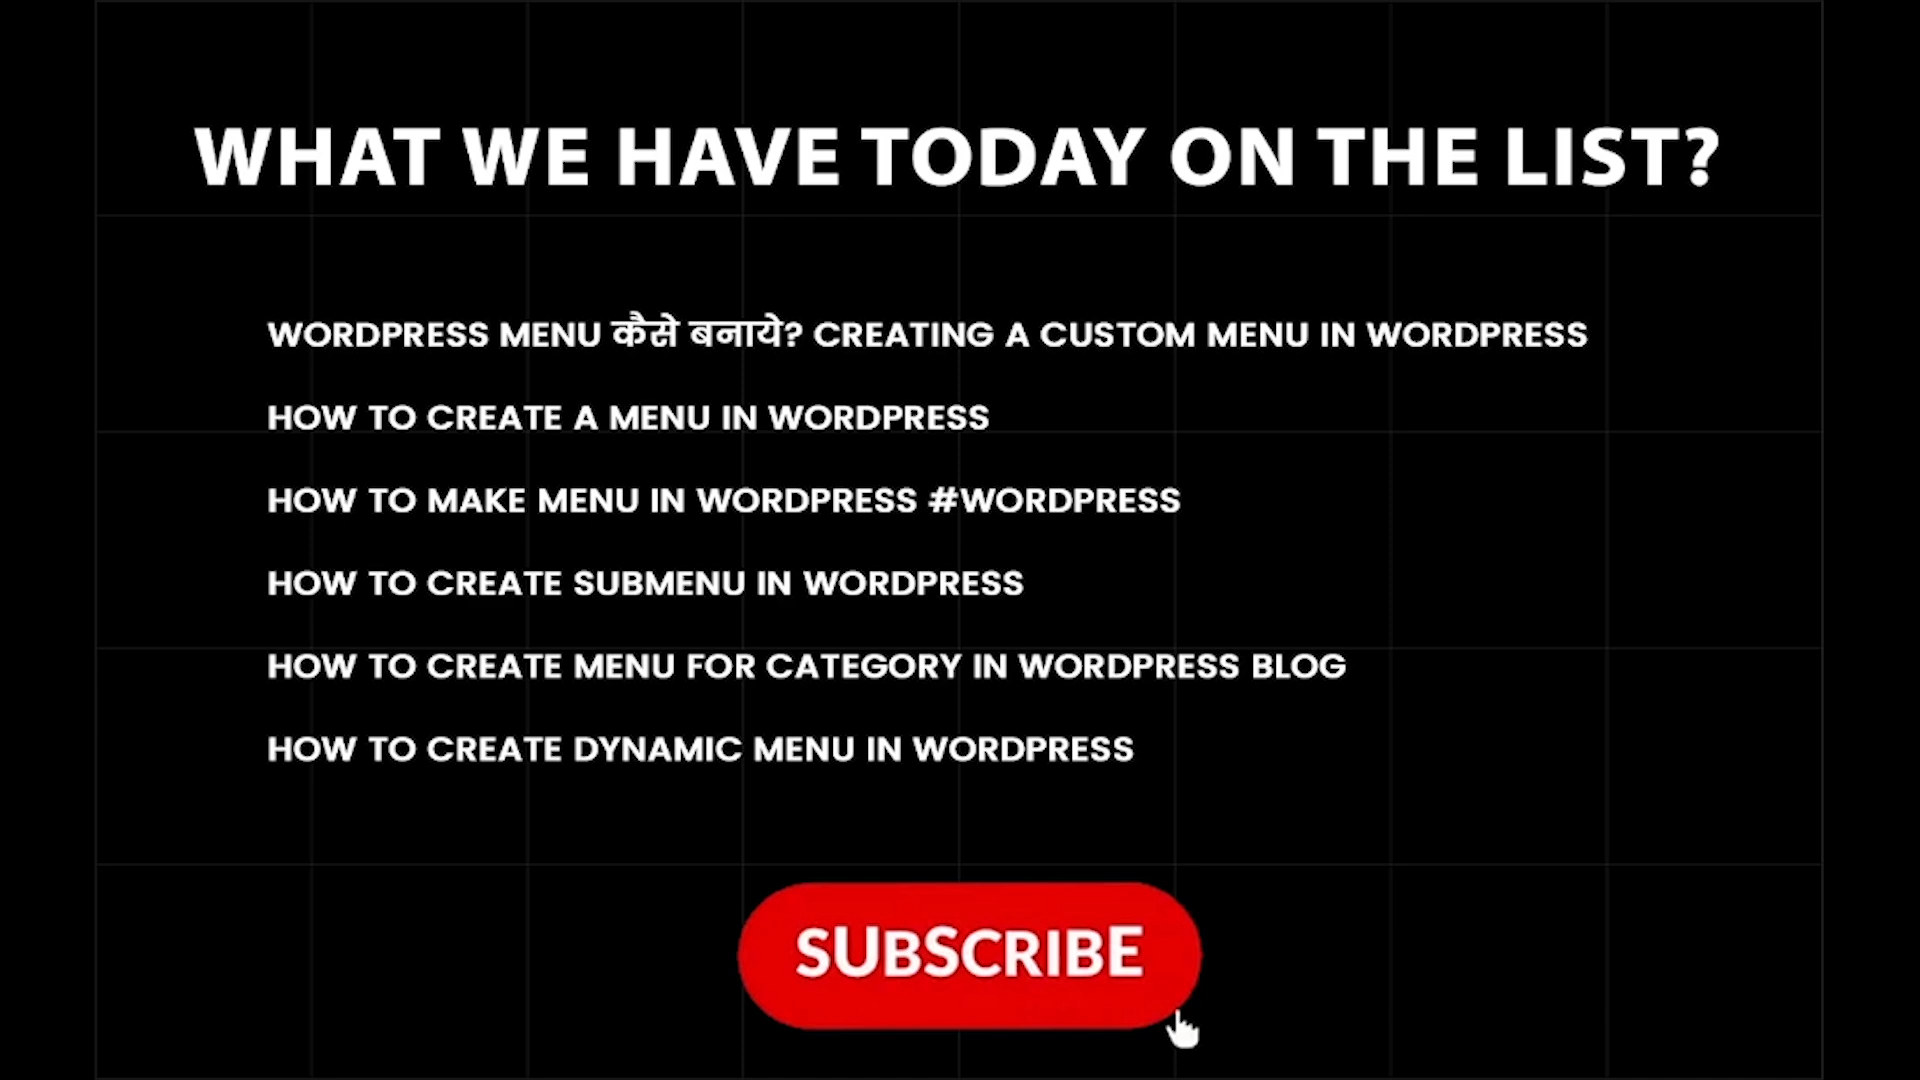 WHAT WE HAVE TODAY ON THE LIST?
WORDPRESS MENU कैसे बनाये? CREATING A CUSTOM MENU IN WORDPRESS
HOW TO CREATE A MENU IN WORDPRESS
HOW TO MAKE MENU IN WORDPRESS #WORDPRESS
HOW TO CREATE SUBMENU IN WORDPRESS
HOW TO CREATE MENU FOR CATEGORY IN WORDPRESS BLOG
HOW TO CREATE DYNAMIC MENU IN WORDPRESS
SUBSCRIBE